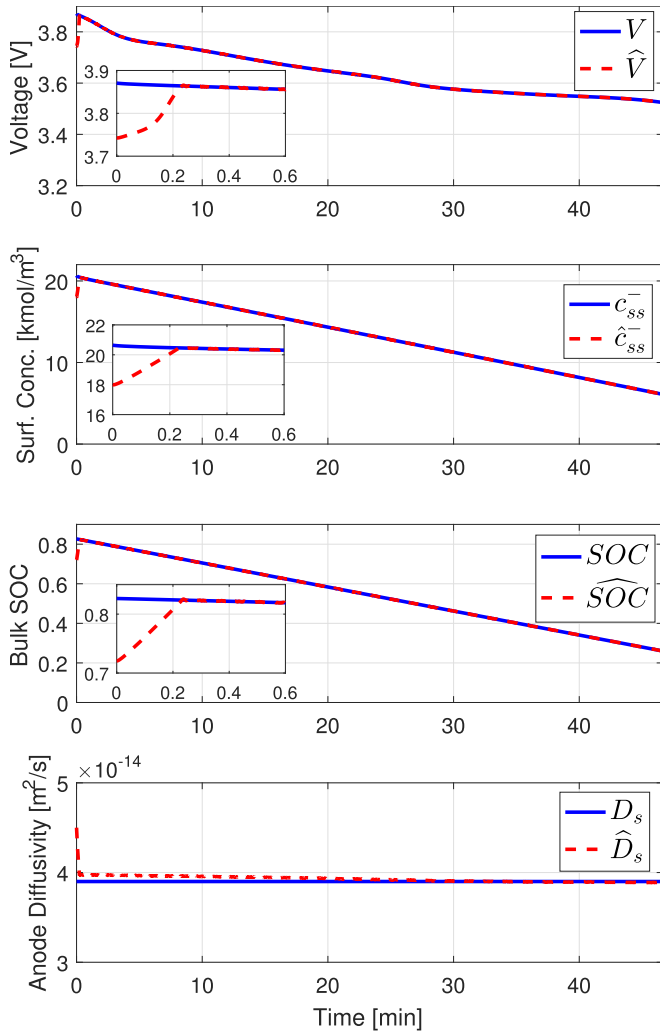 Voltage [V]
3.8
3.6
3.4
3.2
V
V̂
3.9
3.8
3.7
0 0.2 0.4 0.6
0 10 20 30 40
Surf. Conc. [kmol/m³]
20
10
0
c⁻ₛₛ
ĉ⁻ₛₛ
22
20
18
16
0 0.2 0.4 0.6
0 10 20 30 40
Bulk SOC
0.8
0.6
0.4
0.2
0
SOC
SOĈ
0.8
0.7
0 0.2 0.4 0.6
0 10 20 30 40
Anode Diffusivity [m²/s]
×10⁻¹⁴
5
4
3
Dₛ
D̂ₛ
0 10 20 30 40
Time [min]